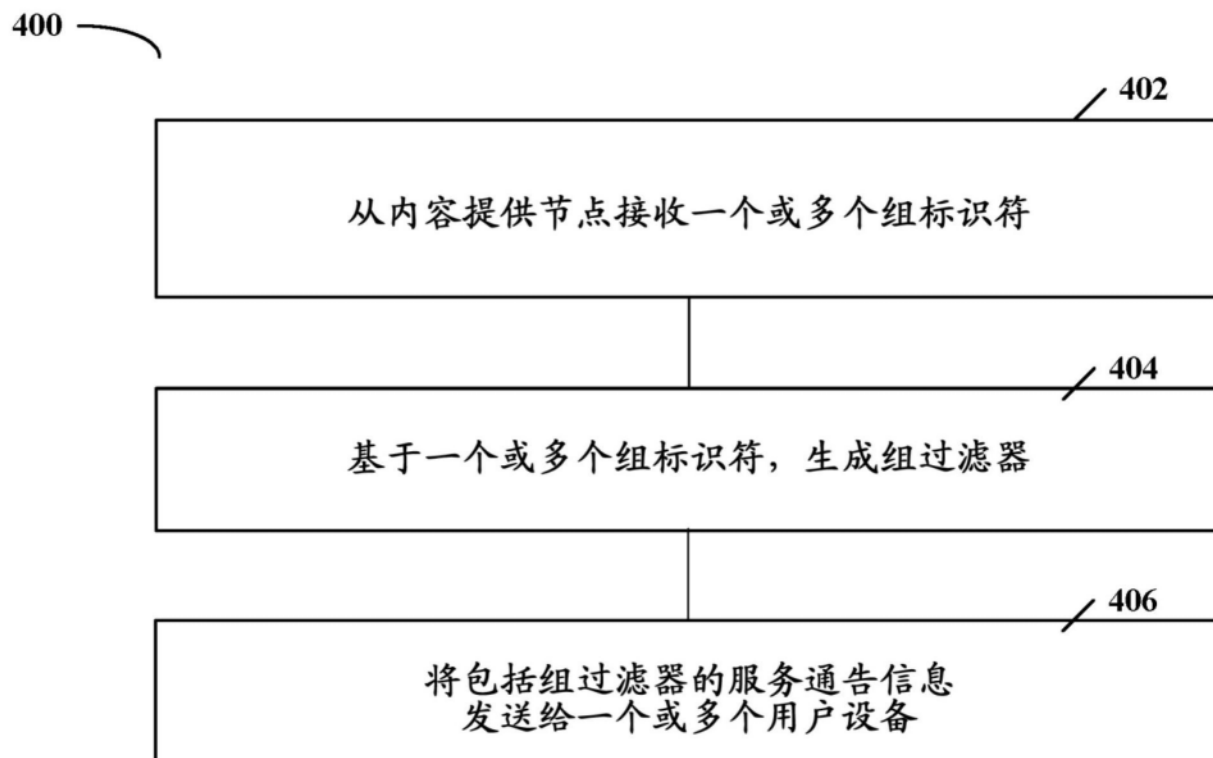 400
402
从内容提供节点接收一个或多个组标识符
404
基于一个或多个组标识符，生成组过滤器
406
将包括组过滤器的服务通告信息
发送给一个或多个用户设备